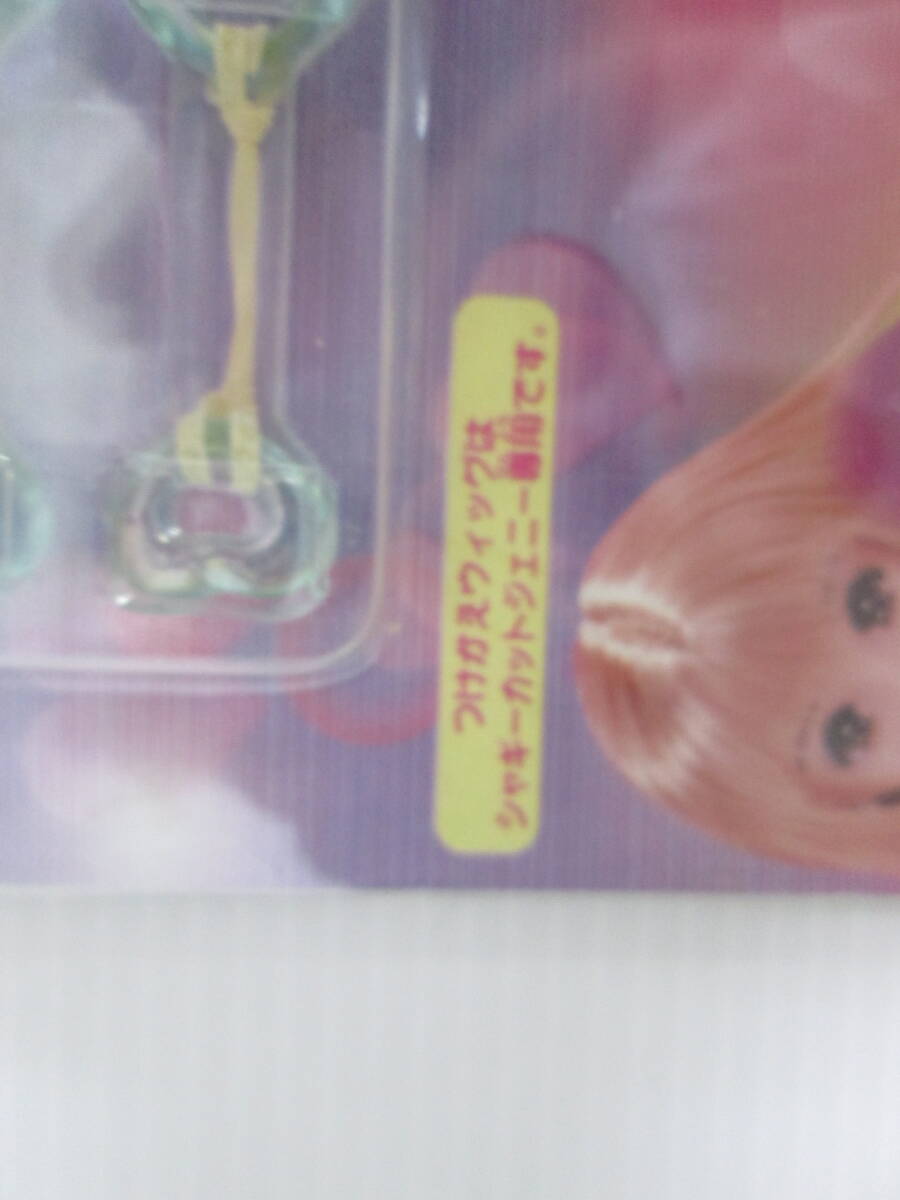 つけがえウィッグは
シャギーカットジェニー専用です。